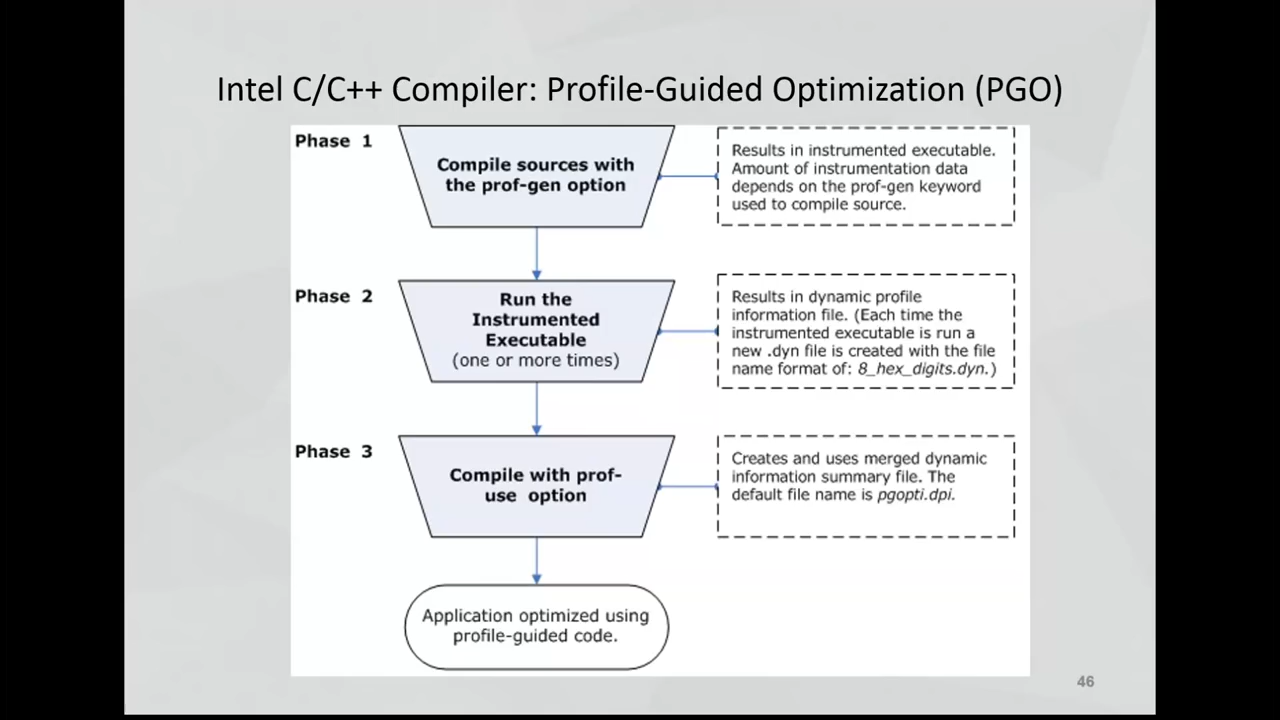 Intel C/C++ Compiler: Profile-Guided Optimization (PGO)
Phase 1
Compile sources with
the prof-gen option
Results in instrumented executable.
Amount of instrumentation data
depends on the prof-gen keyword
used to compile source.
Phase 2
Run the
Instrumented
Executable
(one or more times)
Results in dynamic profile
information file. (Each time the
instrumented executable is run a
new .dyn file is created with the file
name format of: 8_hex_digits.dyn.)
Phase 3
Compile with prof-
use option
Creates and uses merged dynamic
information summary file. The
default file name is pgopti.dpi.
Application optimized using
profile-guided code.
46